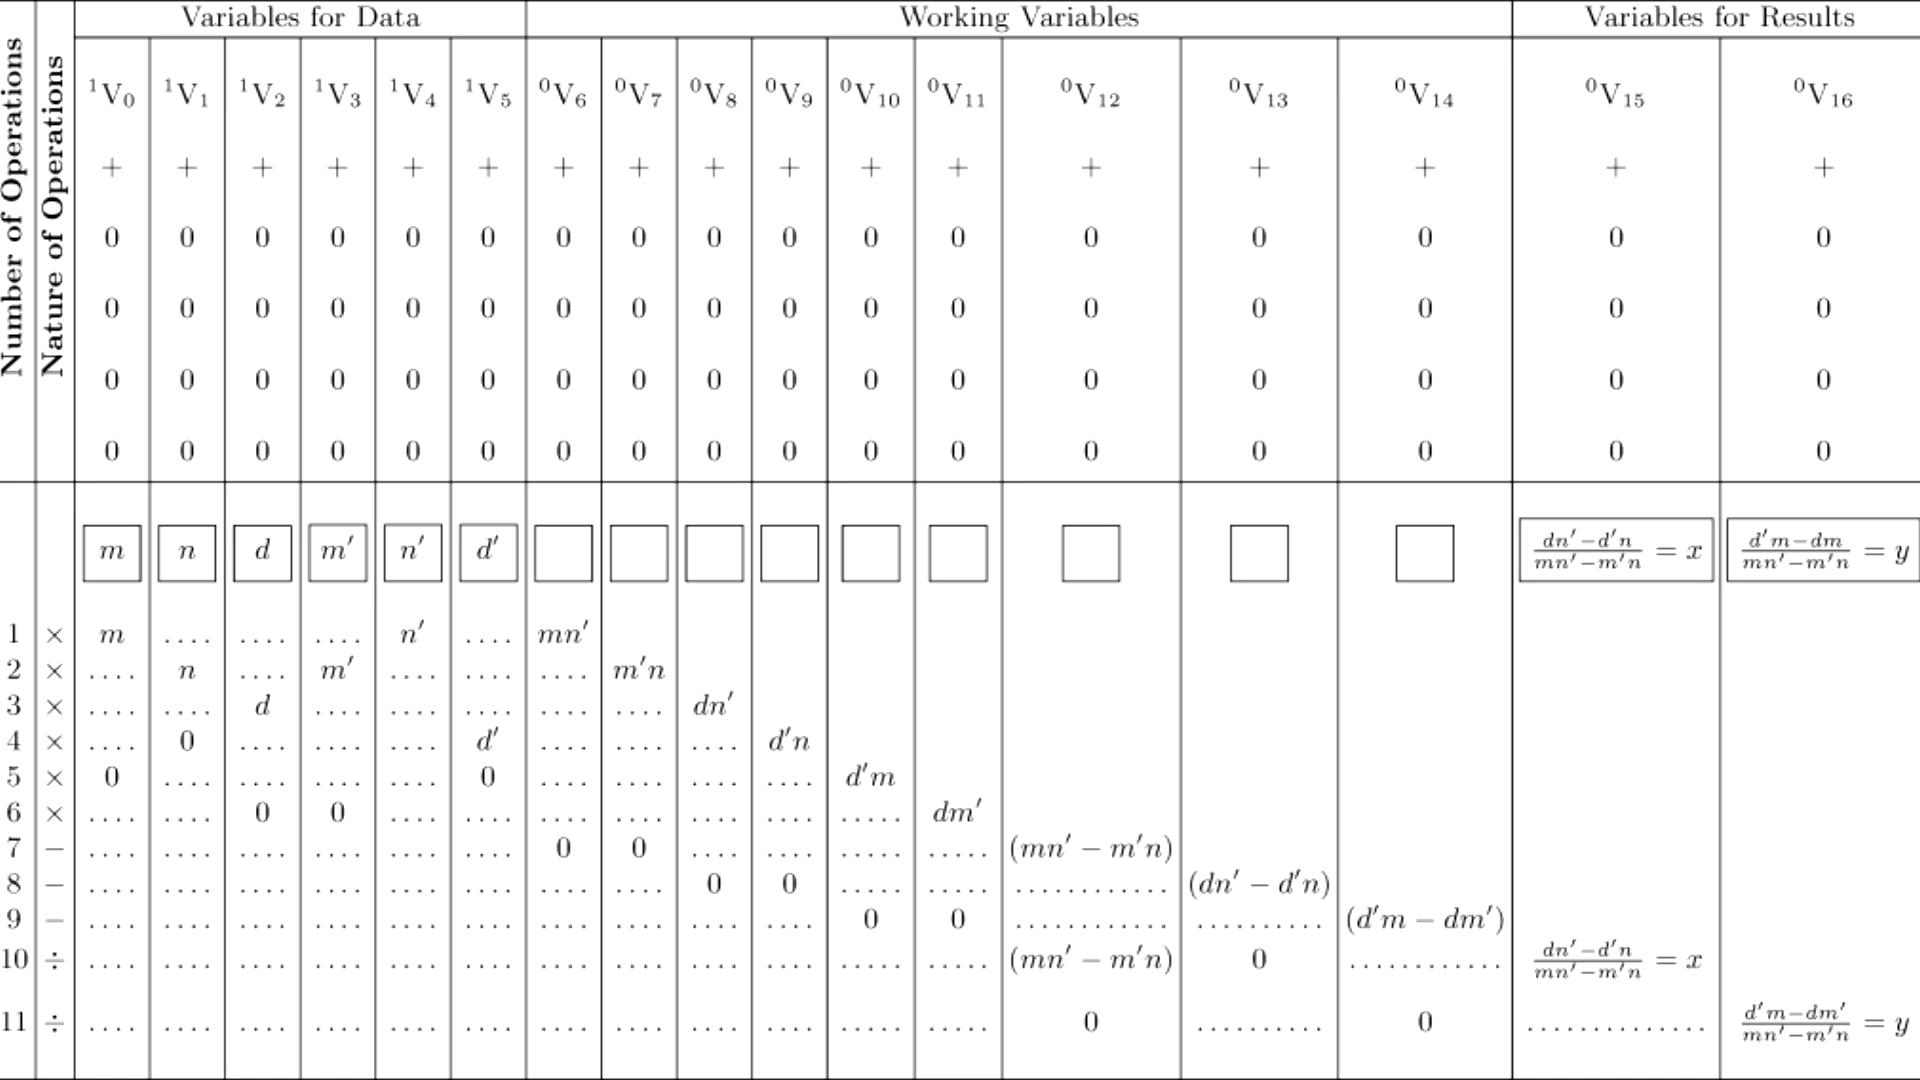 Variables for Data Working Variables Variables for Results
Number of Operations
Nature of Operations
¹V₀ ¹V₁ ¹V₂ ¹V₃ ¹V₄ ¹V₅ ⁰V₆ ⁰V₇ ⁰V₈ ⁰V₉ ⁰V₁₀ ⁰V₁₁ ⁰V₁₂ ⁰V₁₃ ⁰V₁₄ ⁰V₁₅ ⁰V₁₆
+ + + + + + + + + + + + + + + + +
0 0 0 0 0 0 0 0 0 0 0 0 0 0 0 0 0
0 0 0 0 0 0 0 0 0 0 0 0 0 0 0 0 0
0 0 0 0 0 0 0 0 0 0 0 0 0 0 0 0 0
0 0 0 0 0 0 0 0 0 0 0 0 0 0 0 0 0
m n d m′ n′ d′ (dn′−d′n)/(mn′−m′n) = x (d′m−dm)/(mn′−m′n) = y
1 × m .... .... .... n′ .... mn′
2 × .... n .... m′ .... .... .... m′n
3 × .... .... d .... .... .... .... .... dn′
4 × .... 0 .... .... .... d′ .... .... .... d′n
5 × 0 .... .... .... .... 0 .... .... .... .... d′m
6 × .... .... 0 0 .... .... .... .... .... .... ..... dm′
7 − .... .... .... .... .... .... 0 0 .... .... ..... ..... (mn′ − m′n)
8 − .... .... .... .... .... .... .... .... 0 0 ..... ..... ............ (dn′ − d′n)
9 − .... .... .... .... .... .... .... .... .... .... 0 0 ............ .......... (d′m − dm′)
10 ÷ .... .... .... .... .... .... .... .... .... .... ..... ..... (mn′ − m′n) 0 ............ (dn′−d′n)/(mn′−m′n) = x
11 ÷ .... .... .... .... .... .... .... .... .... .... ..... ..... 0 .......... 0 .............. (d′m−dm′)/(mn′−m′n) = y